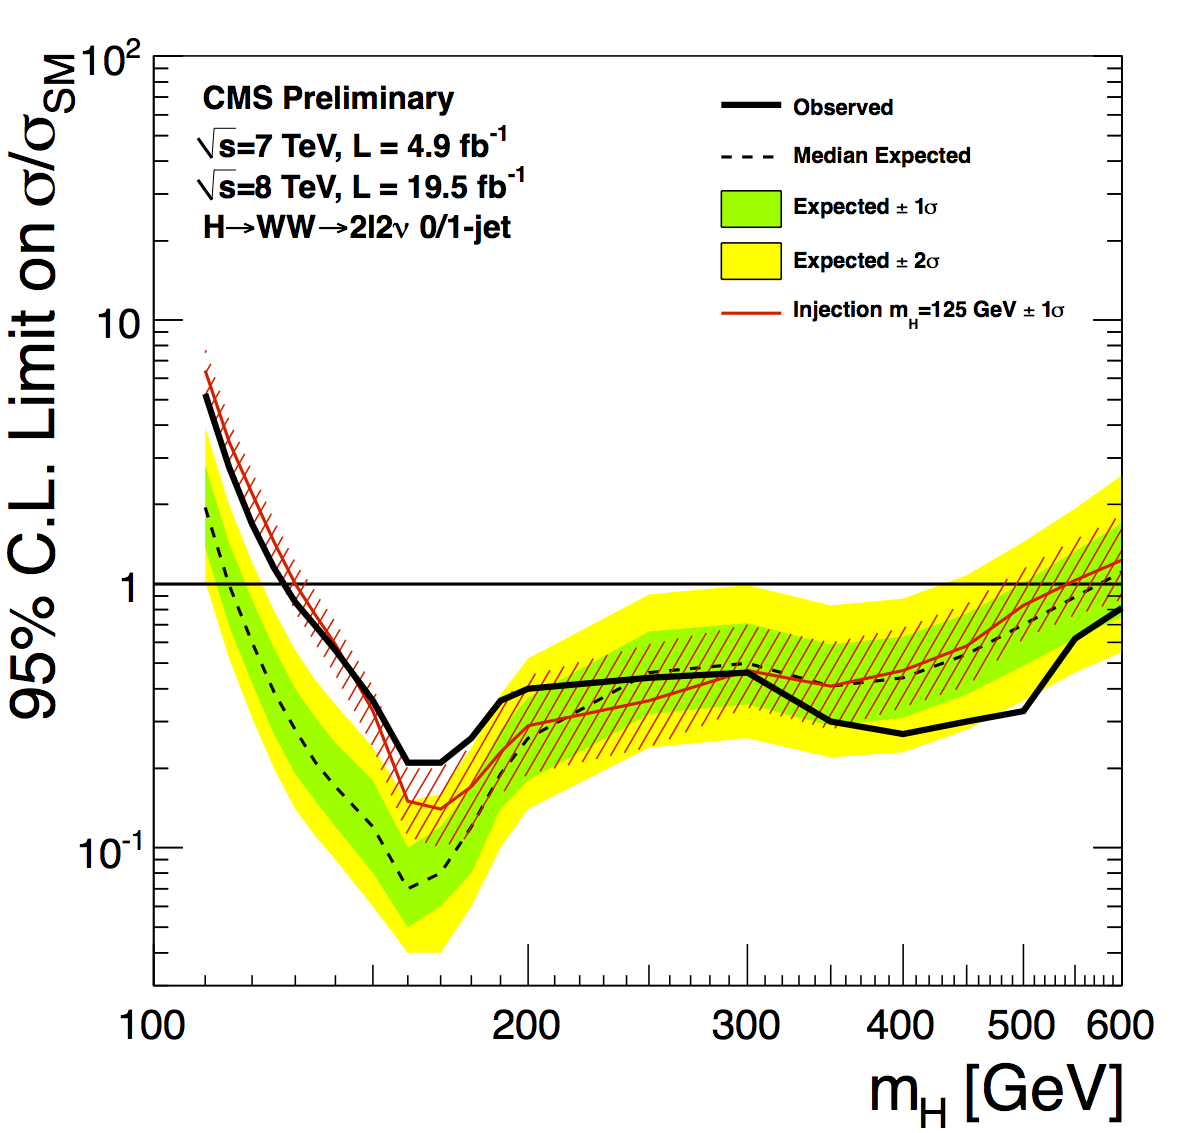 95% C.L. Limit on σ/σSM
10²
10
1
10⁻¹
CMS Preliminary
√s=7 TeV, L = 4.9 fb⁻¹
√s=8 TeV, L = 19.5 fb⁻¹
H→WW→2l2ν 0/1-jet
Observed
Median Expected
Expected ± 1σ
Expected ± 2σ
Injection mH=125 GeV ± 1σ
100 200 300 400 500 600
mH [GeV]